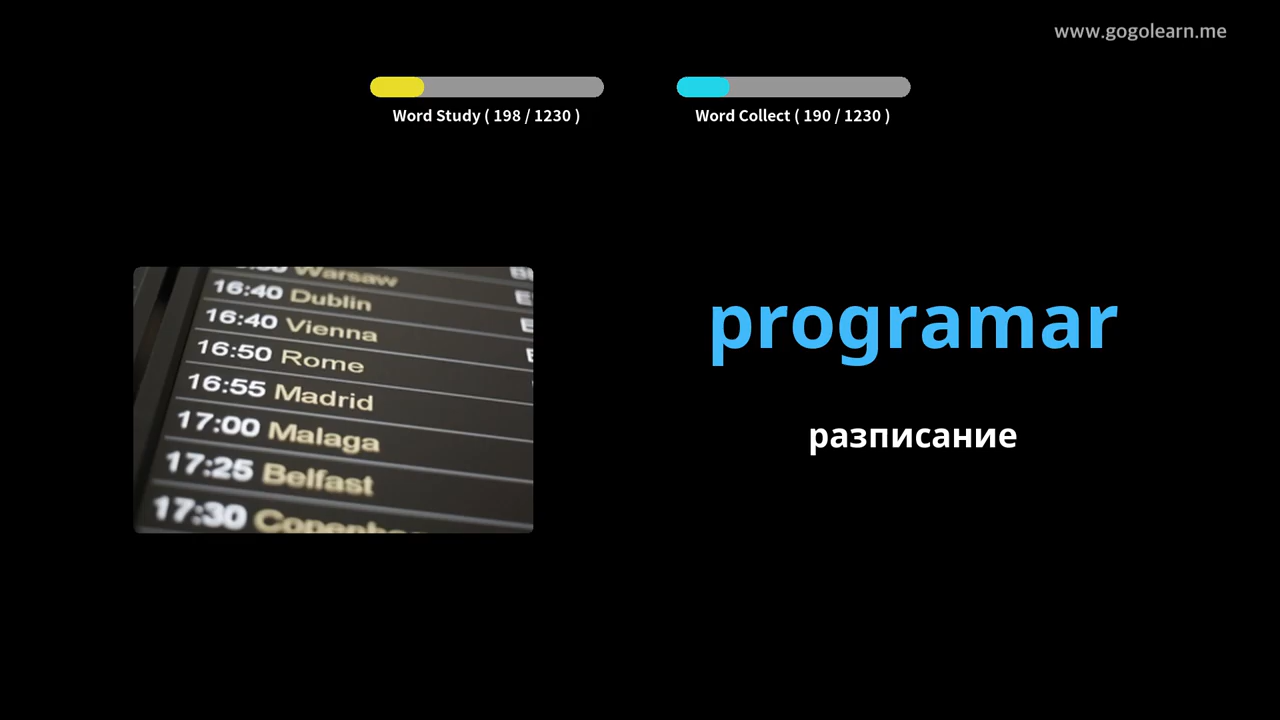 www.gogolearn.me
Word Study ( 198 / 1230 )
Word Collect ( 190 / 1230 )
Warsaw
16:40 Dublin
16:40 Vienna
16:50 Rome
16:55 Madrid
17:00 Malaga
17:25 Belfast
17:30
programar
разписание